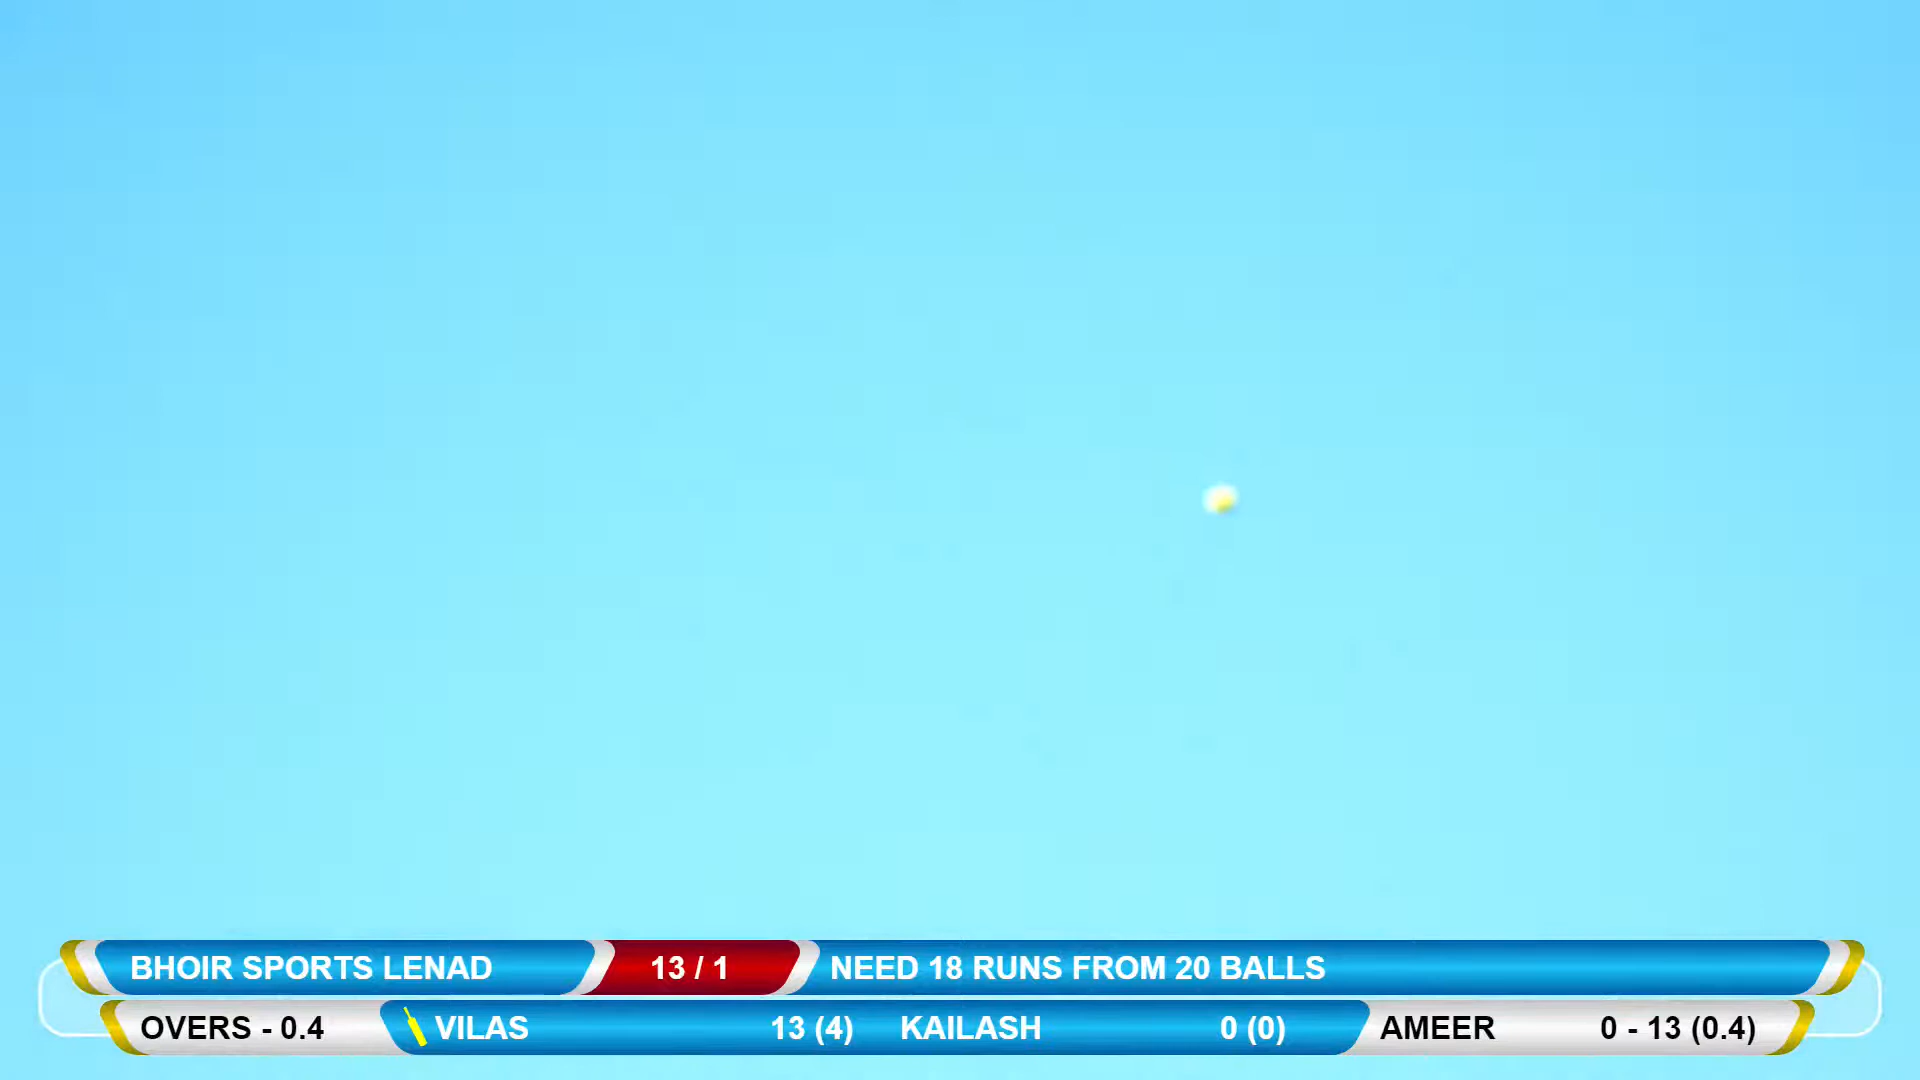 BHOIR SPORTS LENAD 13 / 1 NEED 18 RUNS FROM 20 BALLS
OVERS - 0.4 VILAS 13 (4) KAILASH 0 (0) AMEER 0 - 13 (0.4)